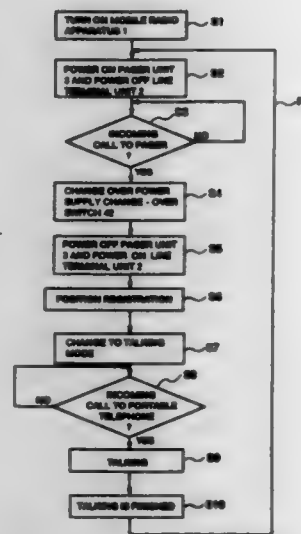 TURN ON MOBILE RADIO
APPARATUS 1
S1
POWER ON PAGER UNIT
3 AND POWER OFF LINE
TERMINAL UNIT 2
S2
S3
INCOMING
CALL TO PAGER
?
NO
YES
CHANGE OVER POWER
SUPPLY CHANGE - OVER
SWITCH 42
S4
POWER OFF PAGER UNIT
3 AND POWER ON LINE
TERMINAL UNIT 2
S5
POSITION REGISTRATION
S6
CHANGE TO TALKING
MODE
S7
S8
INCOMING
CALL TO PORTABLE
TELEPHONE
?
NO
YES
TALKING
S9
TALKING IS FINISHED
S10